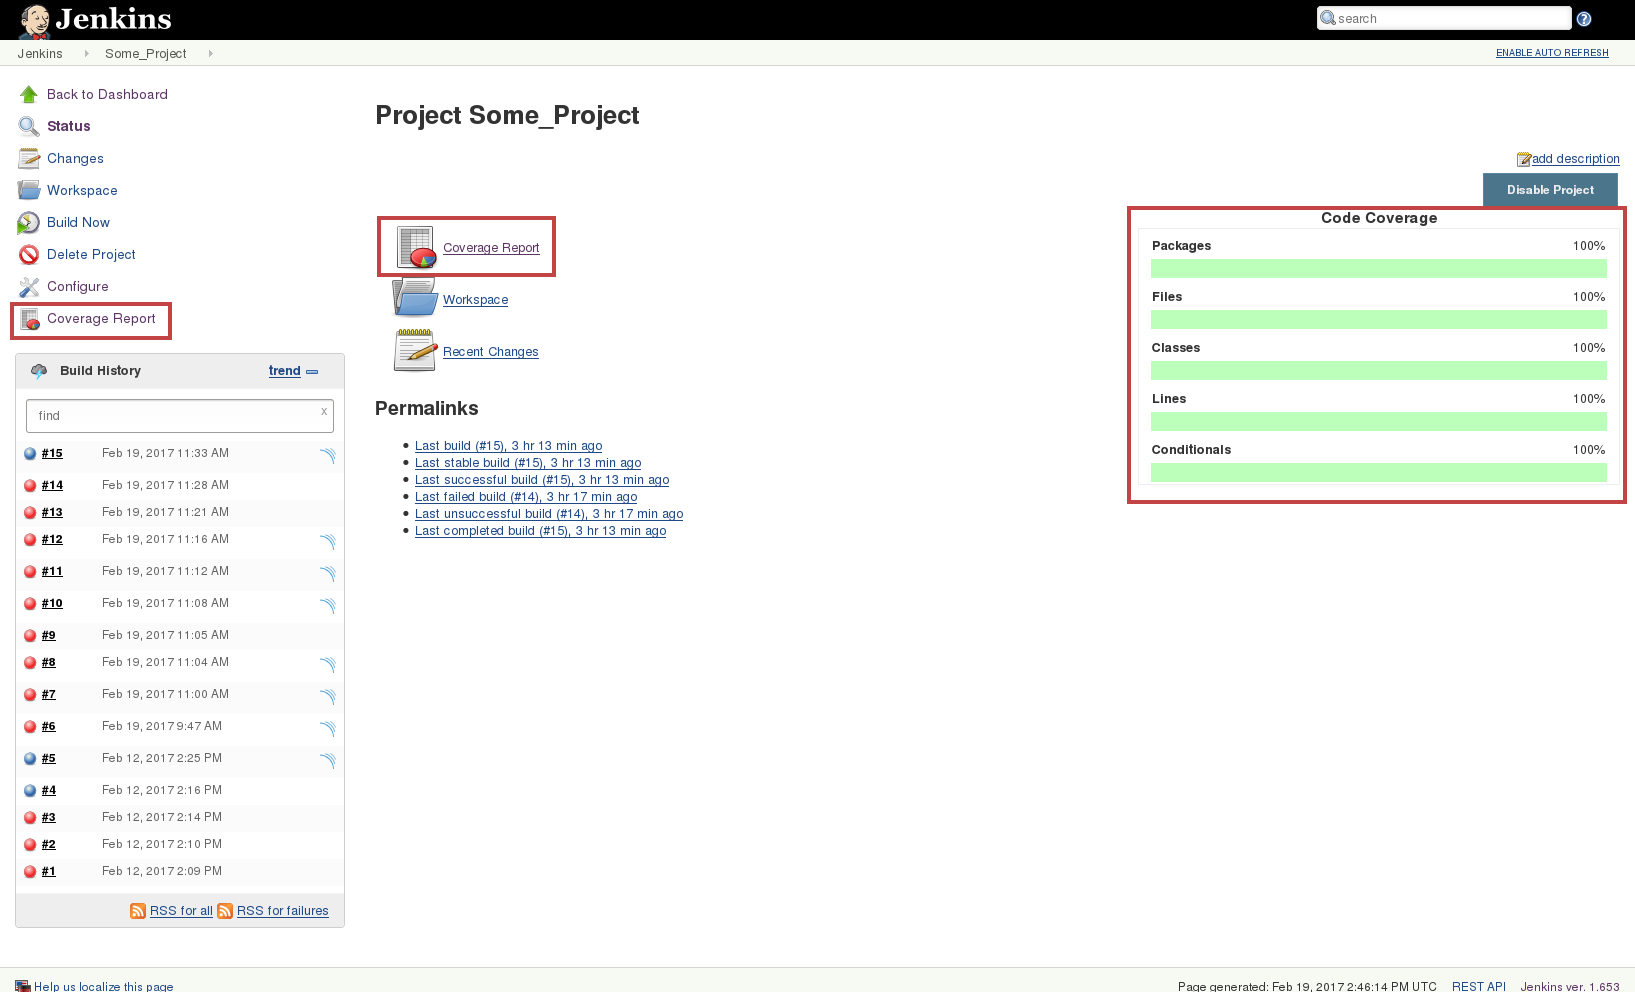 Jenkins
search
Jenkins Some_Project
ENABLE AUTO REFRESH
Back to Dashboard
Status
Changes
Workspace
Build Now
Delete Project
Configure
Coverage Report
Build History
trend
find
x
#15 Feb 19, 2017 11:33 AM
#14 Feb 19, 2017 11:28 AM
#13 Feb 19, 2017 11:21 AM
#12 Feb 19, 2017 11:16 AM
#11 Feb 19, 2017 11:12 AM
#10 Feb 19, 2017 11:08 AM
#9 Feb 19, 2017 11:05 AM
#8 Feb 19, 2017 11:04 AM
#7 Feb 19, 2017 11:00 AM
#6 Feb 19, 2017 9:47 AM
#5 Feb 12, 2017 2:25 PM
#4 Feb 12, 2017 2:16 PM
#3 Feb 12, 2017 2:14 PM
#2 Feb 12, 2017 2:10 PM
#1 Feb 12, 2017 2:09 PM
RSS for all RSS for failures
Project Some_Project
add description
Disable Project
Coverage Report
Workspace
Recent Changes
Permalinks
Last build (#15), 3 hr 13 min ago
Last stable build (#15), 3 hr 13 min ago
Last successful build (#15), 3 hr 13 min ago
Last failed build (#14), 3 hr 17 min ago
Last unsuccessful build (#14), 3 hr 17 min ago
Last completed build (#15), 3 hr 13 min ago
Code Coverage
Packages 100%
Files 100%
Classes 100%
Lines 100%
Conditionals 100%
Help us localize this page
Page generated: Feb 19, 2017 2:46:14 PM UTC REST API Jenkins ver. 1.653